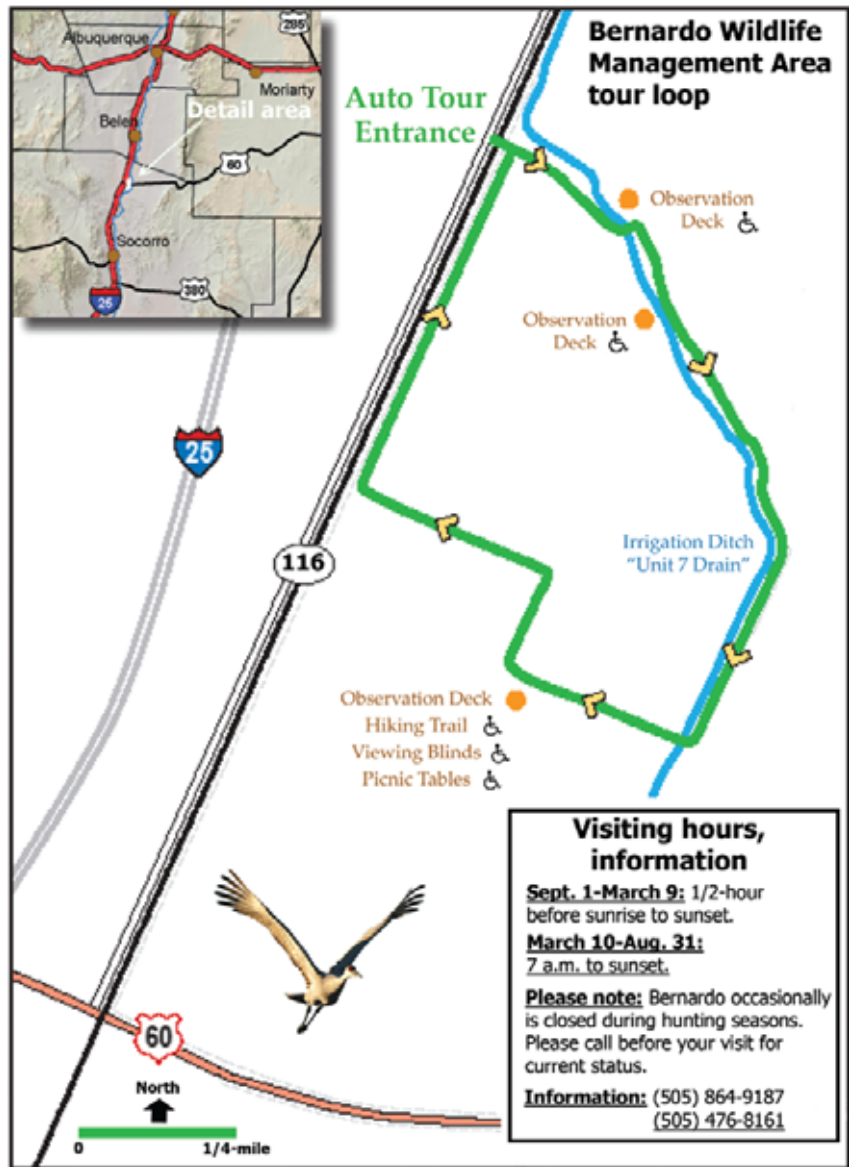 Bernardo Wildlife
Management Area
tour loop
285
Albuquerque
Moriarty
Detail area
Belen
60
Socorro
380
25
Auto Tour
Entrance
Observation
Deck
Observation
Deck
25
116
Irrigation Ditch
"Unit 7 Drain"
Observation Deck
Hiking Trail
Viewing Blinds
Picnic Tables
60
North
0 1/4-mile
Visiting hours,
information
Sept. 1-March 9: 1/2-hour
before sunrise to sunset.
March 10-Aug. 31:
7 a.m. to sunset.
Please note: Bernardo occasionally
is closed during hunting seasons.
Please call before your visit for
current status.
Information: (505) 864-9187
(505) 476-8161